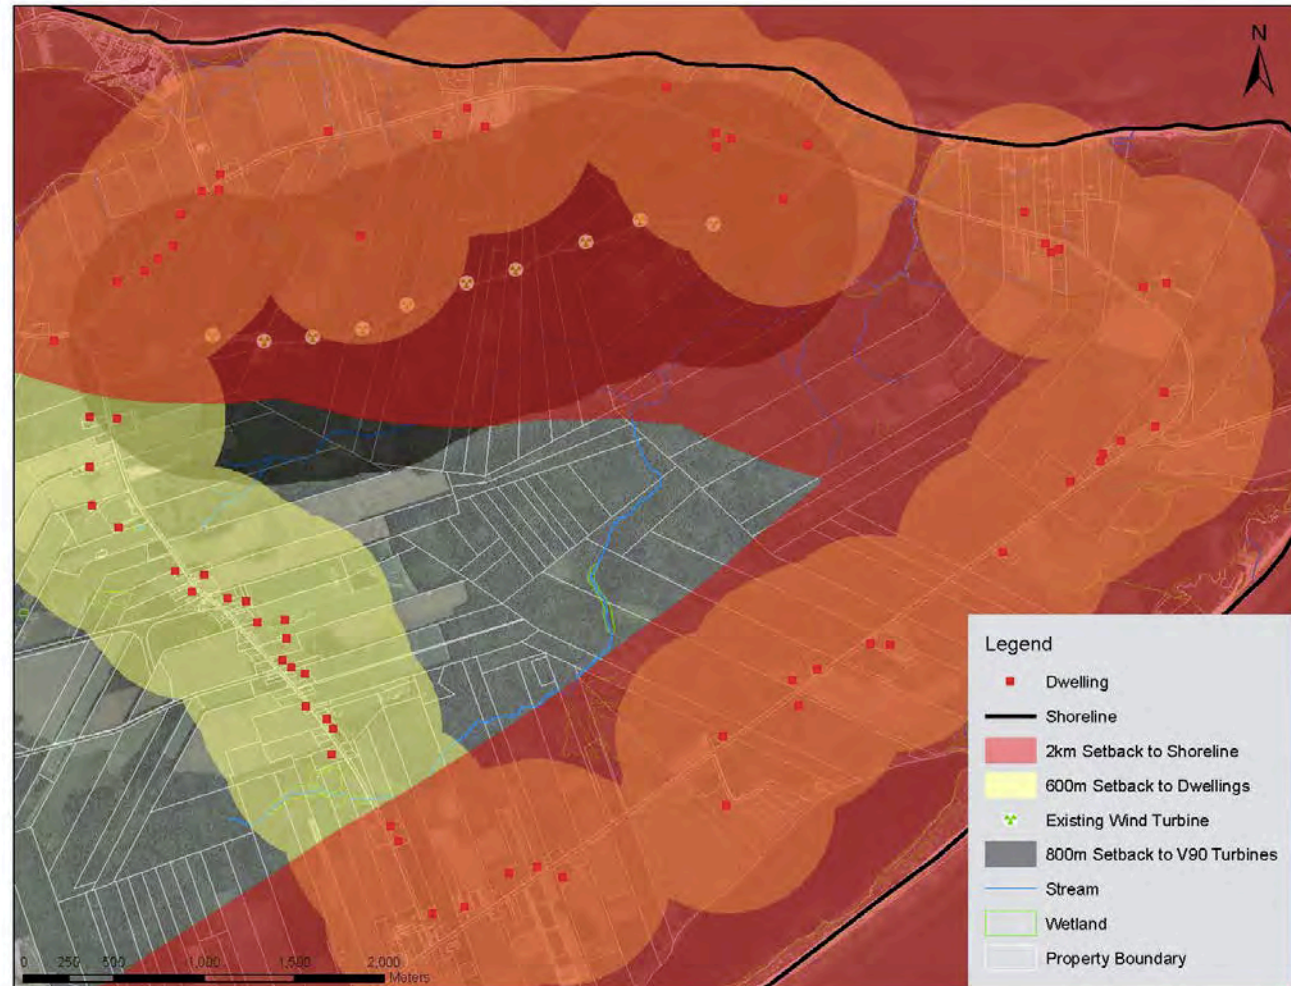 N
Legend
Dwelling
Shoreline
2km Setback to Shoreline
600m Setback to Dwellings
Existing Wind Turbine
800m Setback to V90 Turbines
Stream
Wetland
Property Boundary
0 250 500 1,000 1,500 2,000
Meters